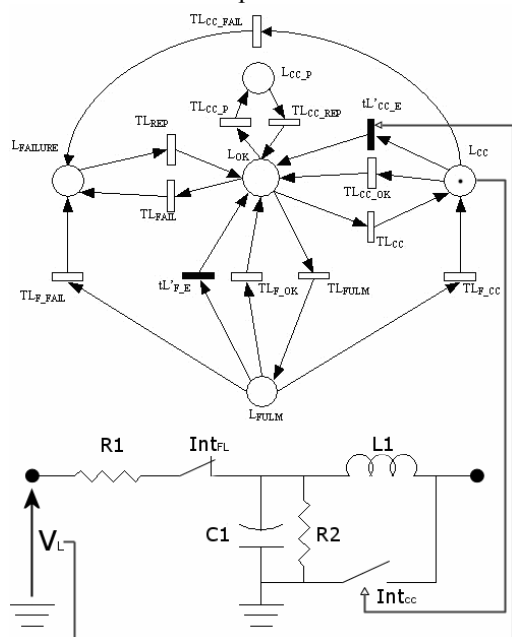 TLCC_FAIL
LCC_P
TLCC_P
TLCC_REP
tL'CC_E
TLREP
LFAILURE
LOK
LCC
TLCC_OK
TLFAIL
TLCC
TLF_FAIL
tL'F_E
TLF_OK
TLFULM
TLF_CC
LFULM
R1
IntFL
L1
C1
R2
VL
Intcc